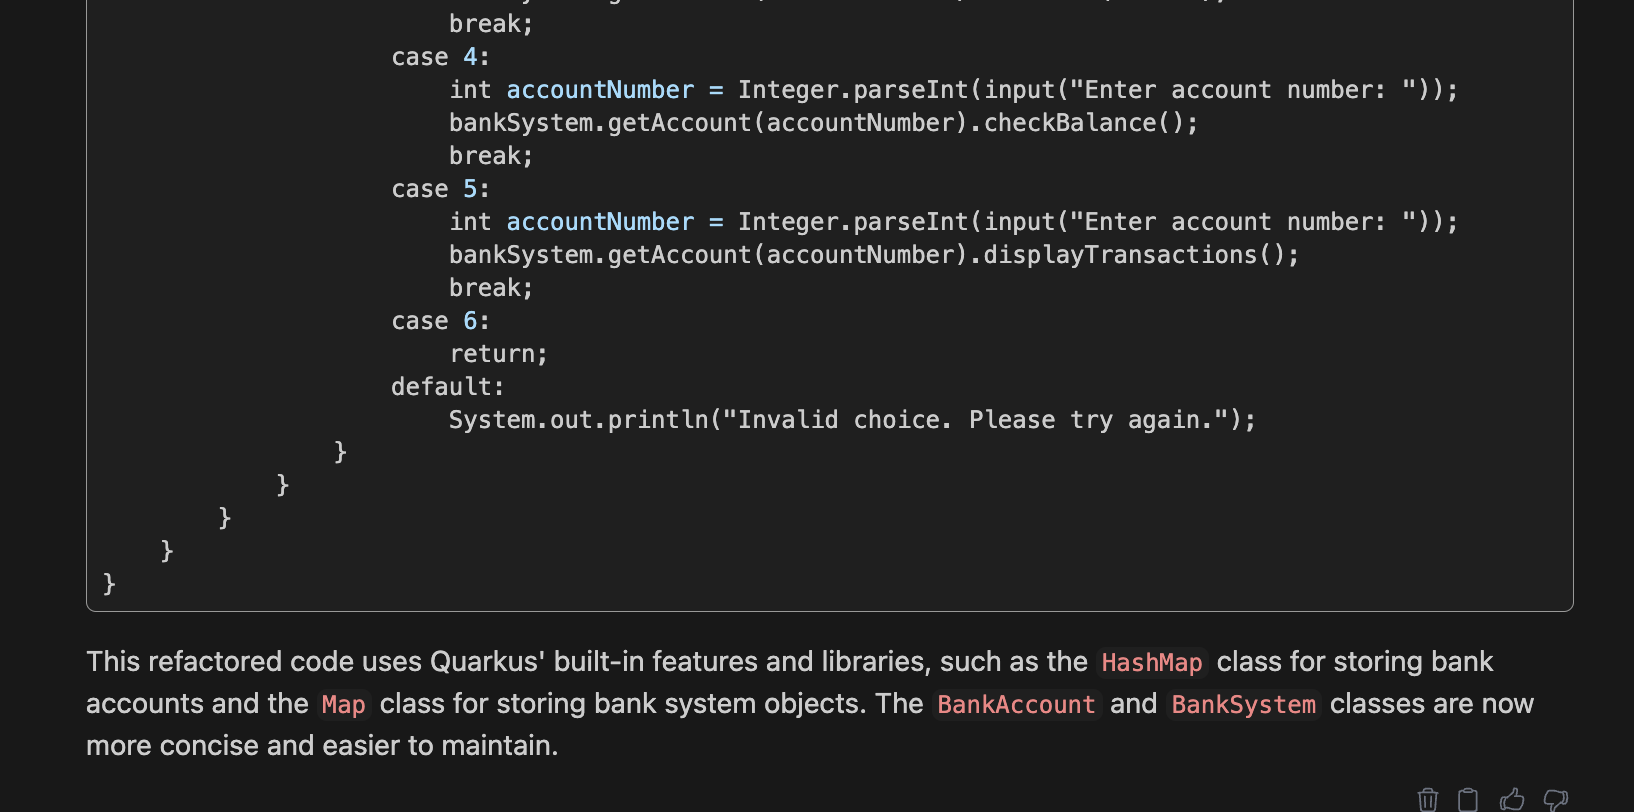 break;
case 4:
int accountNumber = Integer.parseInt(input("Enter account number: "));
bankSystem.getAccount(accountNumber).checkBalance();
break;
case 5:
int accountNumber = Integer.parseInt(input("Enter account number: "));
bankSystem.getAccount(accountNumber).displayTransactions();
break;
case 6:
return;
default:
System.out.println("Invalid choice. Please try again.");
}
}
}
}
}
This refactored code uses Quarkus' built-in features and libraries, such as the HashMap class for storing bank
accounts and the Map class for storing bank system objects. The BankAccount and BankSystem classes are now
more concise and easier to maintain.